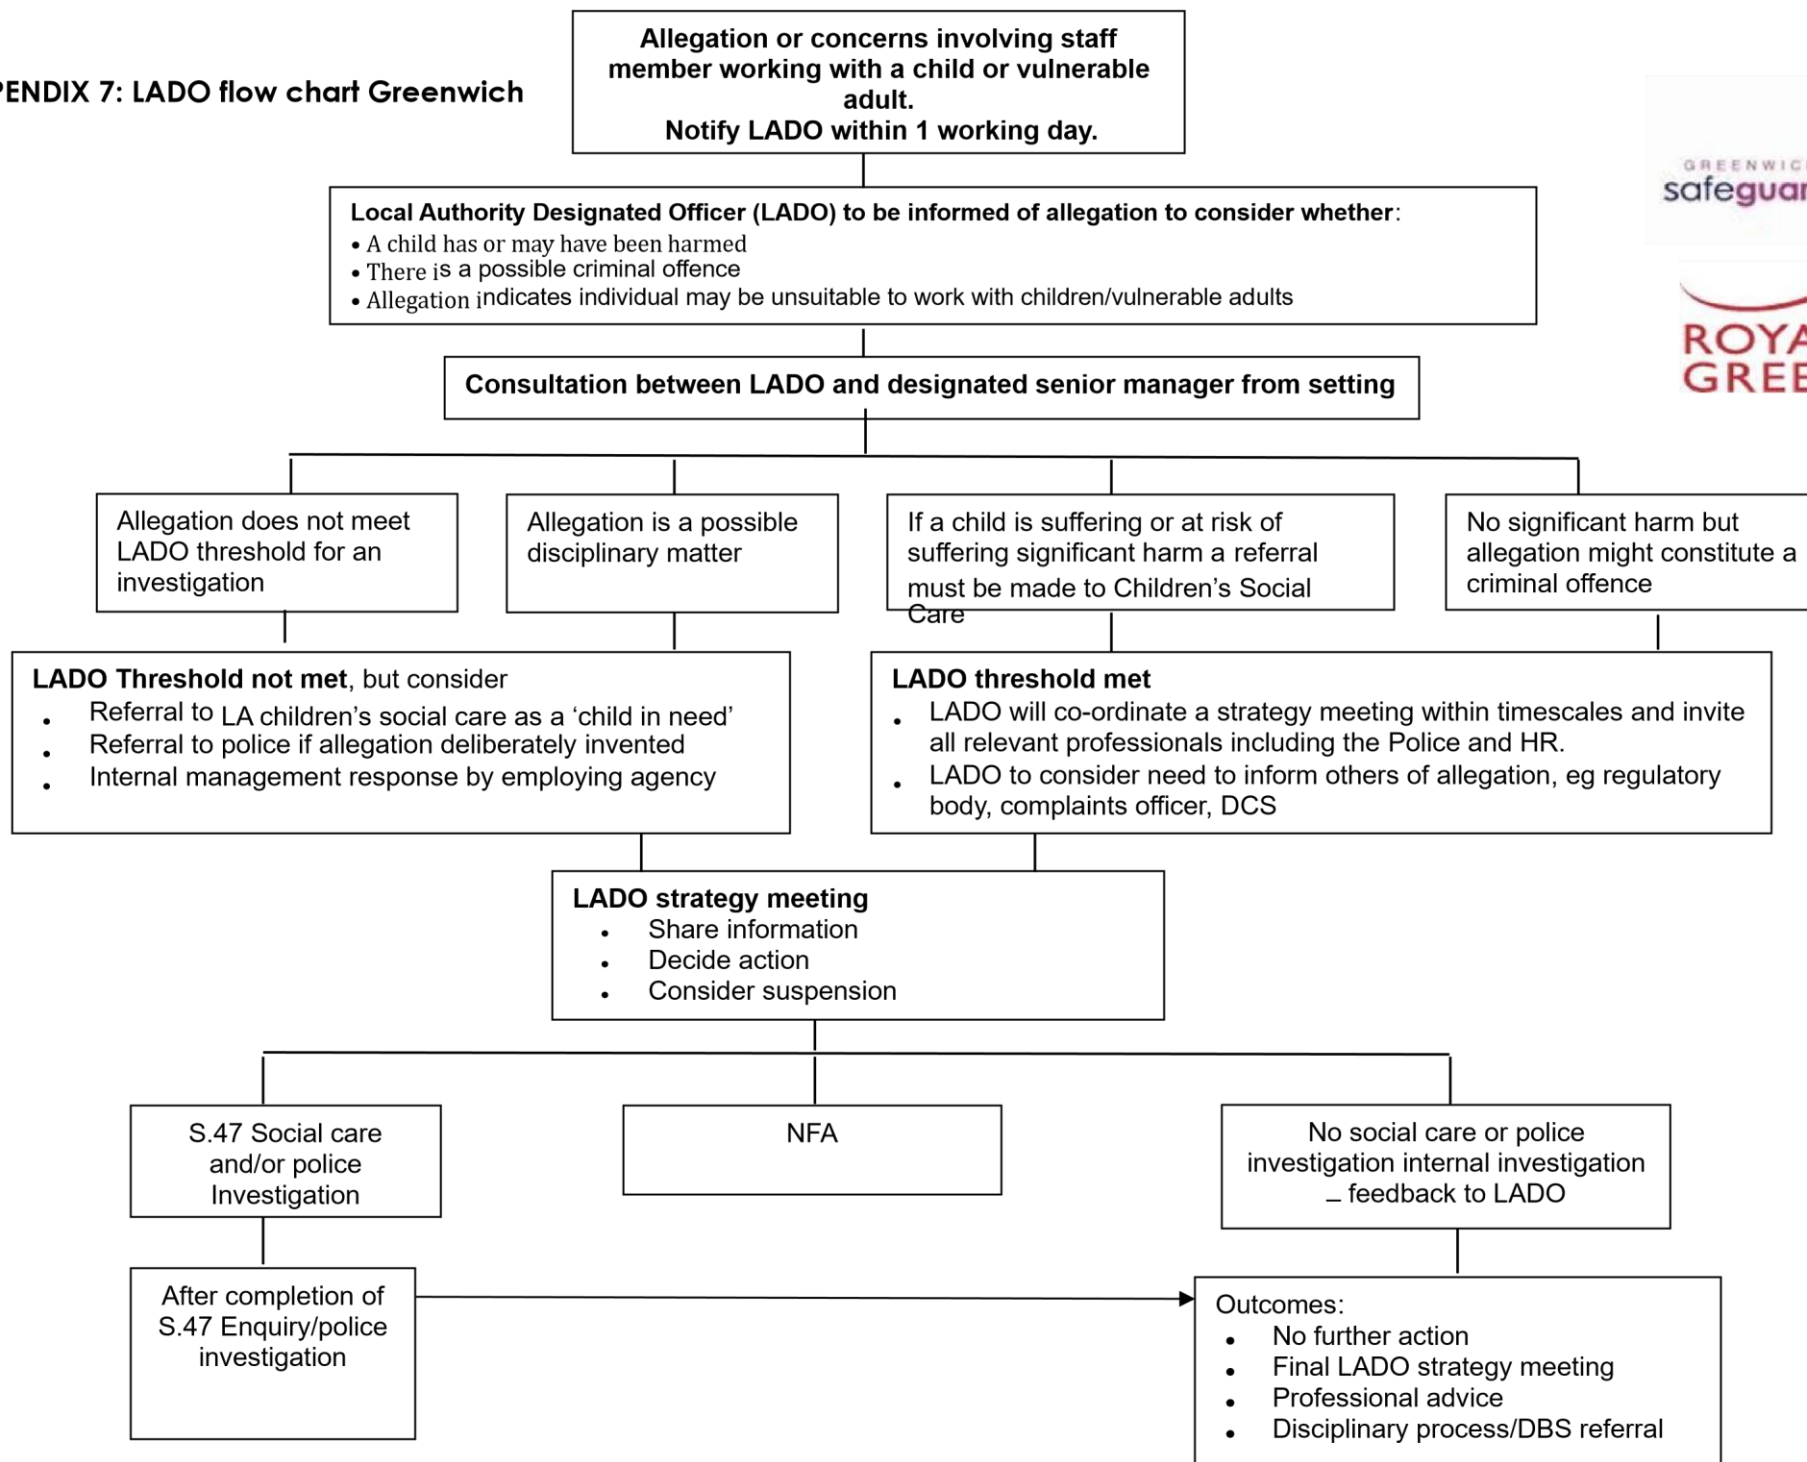 PENDIX 7: LADO flow chart Greenwich
Allegation or concerns involving staff
member working with a child or vulnerable
adult.
Notify LADO within 1 working day.
GREENWIC
safeguar
ROYA
GREE
Local Authority Designated Officer (LADO) to be informed of allegation to consider whether:
• A child has or may have been harmed
• There is a possible criminal offence
• Allegation indicates individual may be unsuitable to work with children/vulnerable adults
Consultation between LADO and designated senior manager from setting
Allegation does not meet
LADO threshold for an
investigation
Allegation is a possible
disciplinary matter
If a child is suffering or at risk of
suffering significant harm a referral
must be made to Children's Social
Care
No significant harm but
allegation might constitute a
criminal offence
LADO Threshold not met, but consider
• Referral to LA children's social care as a 'child in need'
• Referral to police if allegation deliberately invented
• Internal management response by employing agency
LADO threshold met
• LADO will co-ordinate a strategy meeting within timescales and invite
all relevant professionals including the Police and HR.
• LADO to consider need to inform others of allegation, eg regulatory
body, complaints officer, DCS
LADO strategy meeting
• Share information
• Decide action
• Consider suspension
S.47 Social care
and/or police
Investigation
NFA
No social care or police
investigation internal investigation
– feedback to LADO
After completion of
S.47 Enquiry/police
investigation
Outcomes:
• No further action
• Final LADO strategy meeting
• Professional advice
• Disciplinary process/DBS referral